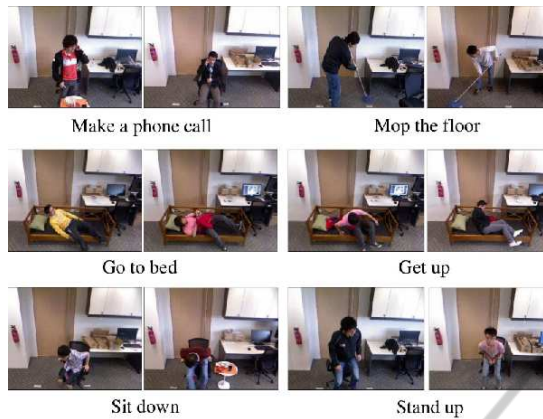 Make a phone call
Mop the floor
Go to bed
Get up
Sit down
Stand up